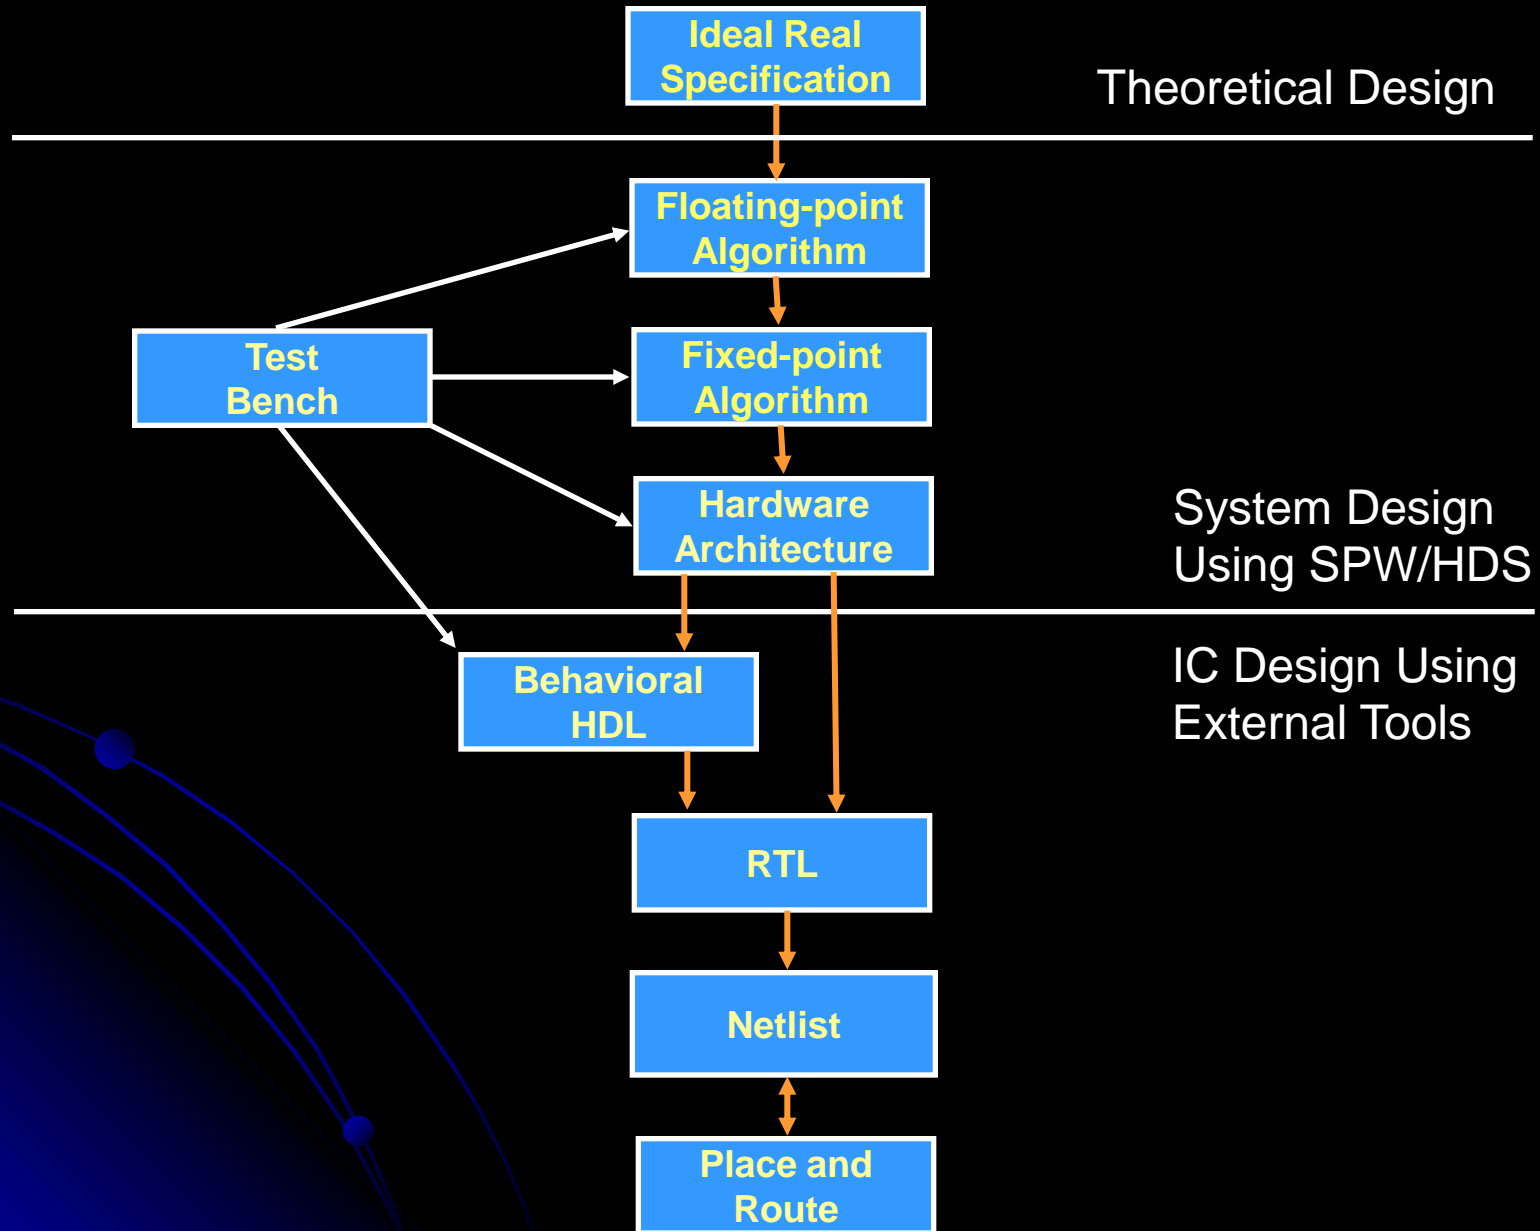 Ideal Real
Specification
Theoretical Design
Floating-point
Algorithm
Test
Bench
Fixed-point
Algorithm
Hardware
Architecture
System Design
Using SPW/HDS
Behavioral
HDL
IC Design Using
External Tools
RTL
Netlist
Place and
Route